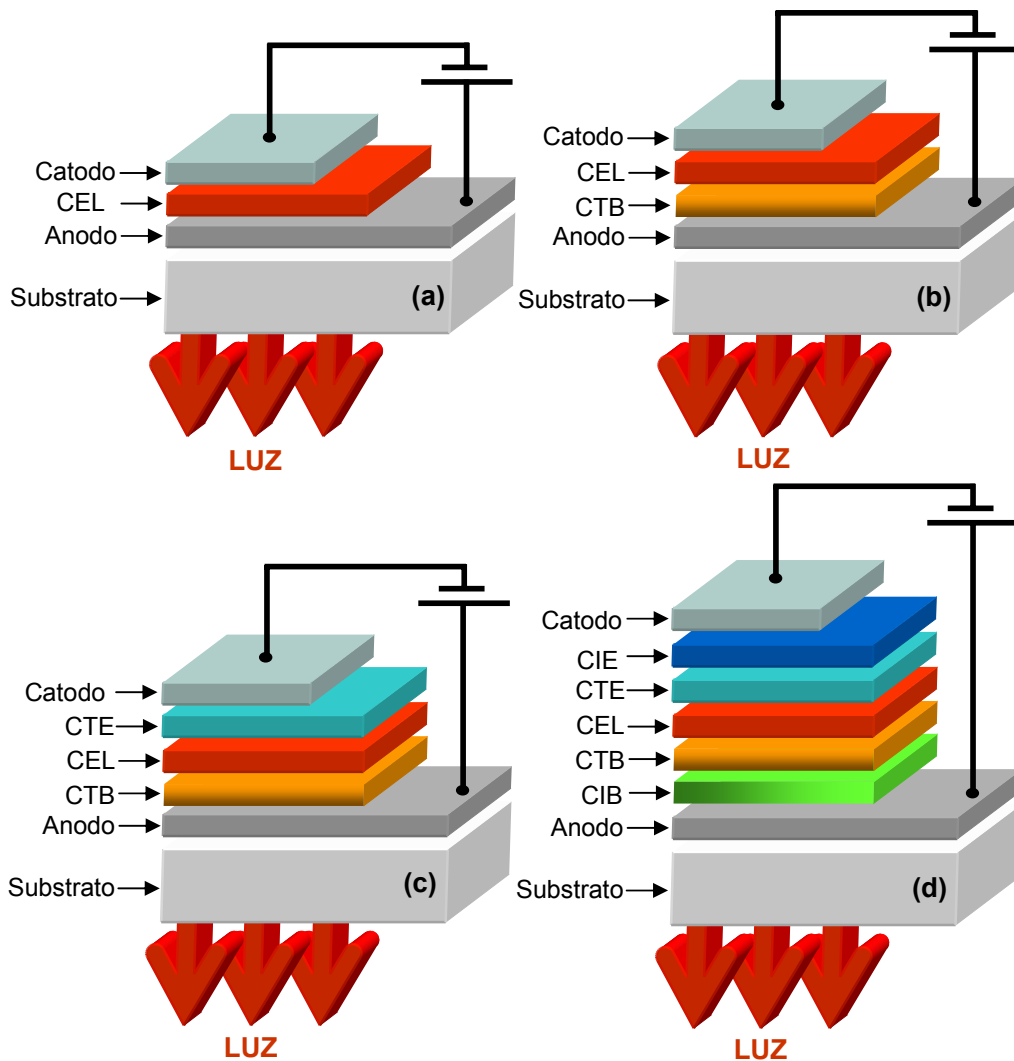 Catodo
CEL
Anodo
Substrato
(a)
LUZ
Catodo
CEL
CTB
Anodo
Substrato
(b)
LUZ
Catodo
CTE
CEL
CTB
Anodo
Substrato
(c)
LUZ
Catodo
CIE
CTE
CEL
CTB
CIB
Anodo
Substrato
(d)
LUZ